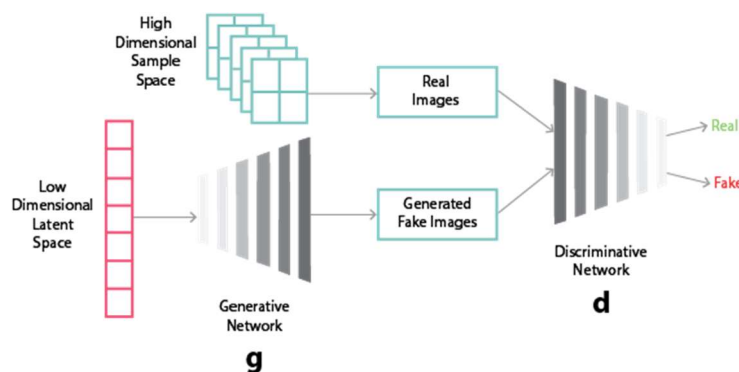 High
Dimensional
Sample
Space
Real
Images
Real
Fake
Low
Dimensional
Latent
Space
Generated
Fake Images
Generative
Network
g
Discriminative
Network
d